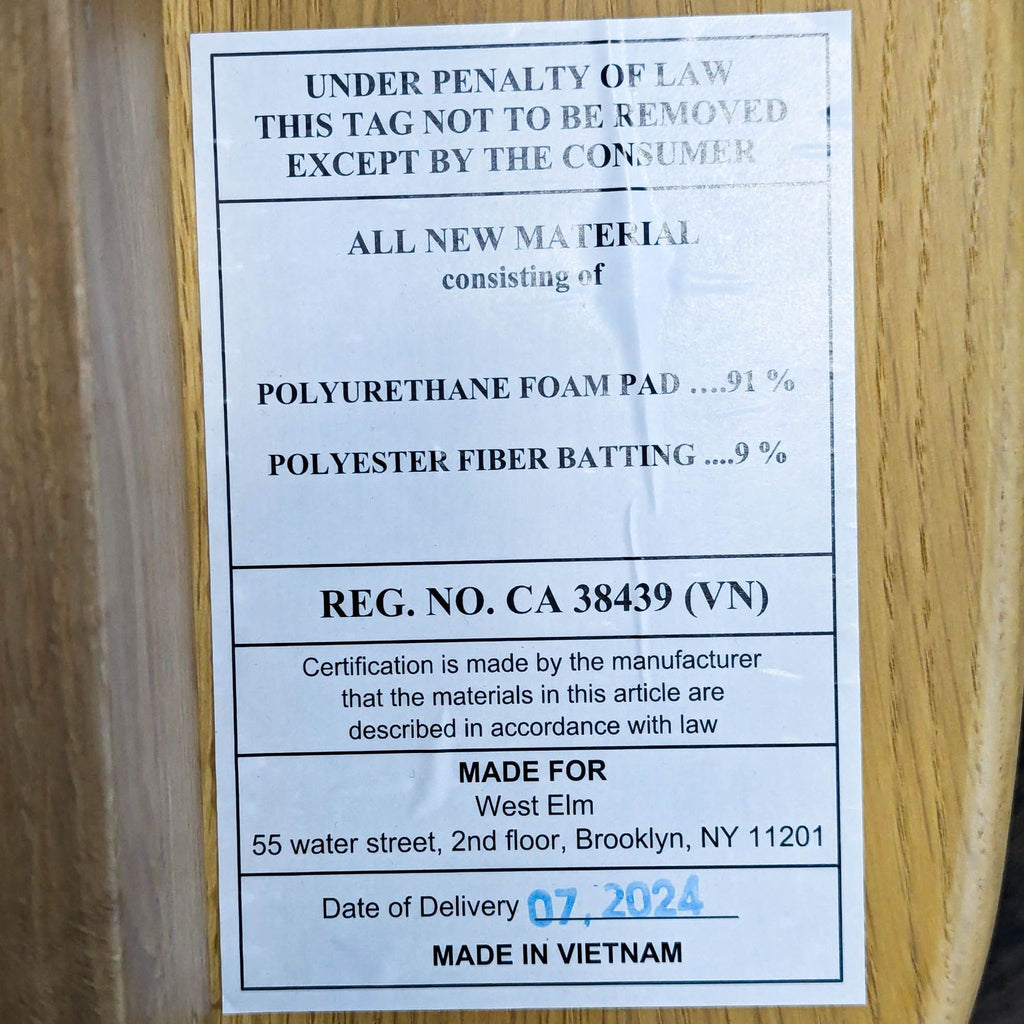 UNDER PENALTY OF LAW
THIS TAG NOT TO BE REMOVED
EXCEPT BY THE CONSUMER
ALL NEW MATERIAL
consisting of
POLYURETHANE FOAM PAD ....91 %
POLYESTER FIBER BATTING ....9 %
REG. NO. CA 38439 (VN)
Certification is made by the manufacturer
that the materials in this article are
described in accordance with law
MADE FOR
West Elm
55 water street, 2nd floor, Brooklyn, NY 11201
Date of Delivery 07, 2024
MADE IN VIETNAM